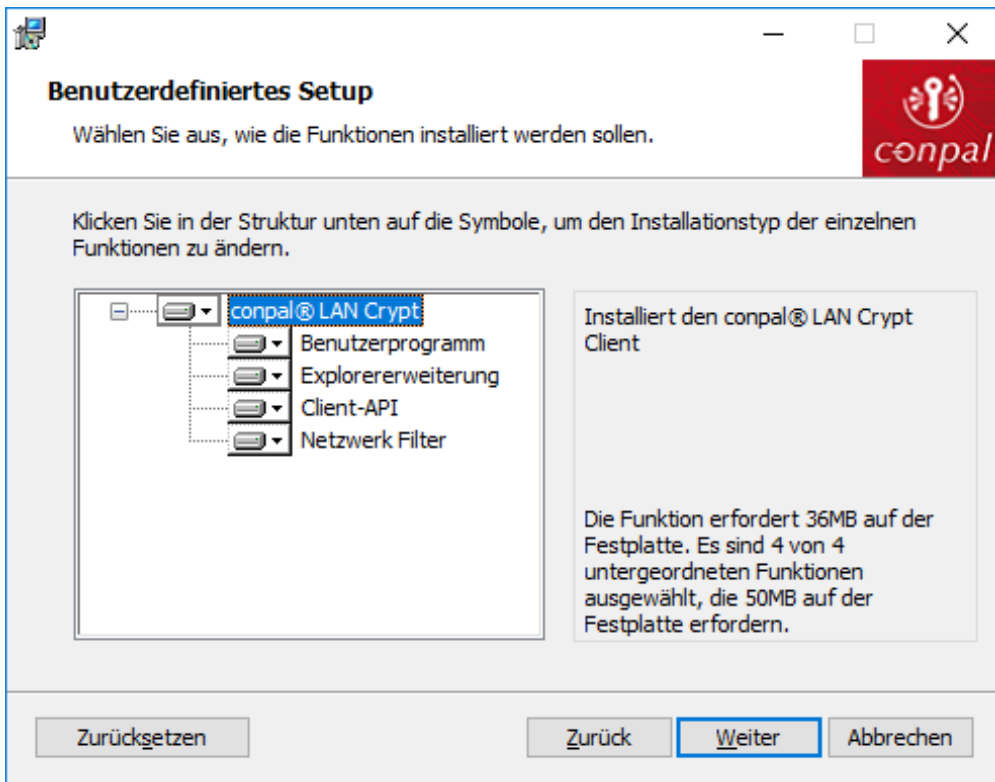 Benutzerdefiniertes Setup
Wählen Sie aus, wie die Funktionen installiert werden sollen.
conpal
Klicken Sie in der Struktur unten auf die Symbole, um den Installationstyp der einzelnen
Funktionen zu ändern.
conpal® LAN Crypt
Benutzerprogramm
Explorererweiterung
Client-API
Netzwerk Filter
Installiert den conpal® LAN Crypt
Client
Die Funktion erfordert 36MB auf der
Festplatte. Es sind 4 von 4
untergeordneten Funktionen
ausgewählt, die 50MB auf der
Festplatte erfordern.
Zurücksetzen
Zurück
Weiter
Abbrechen